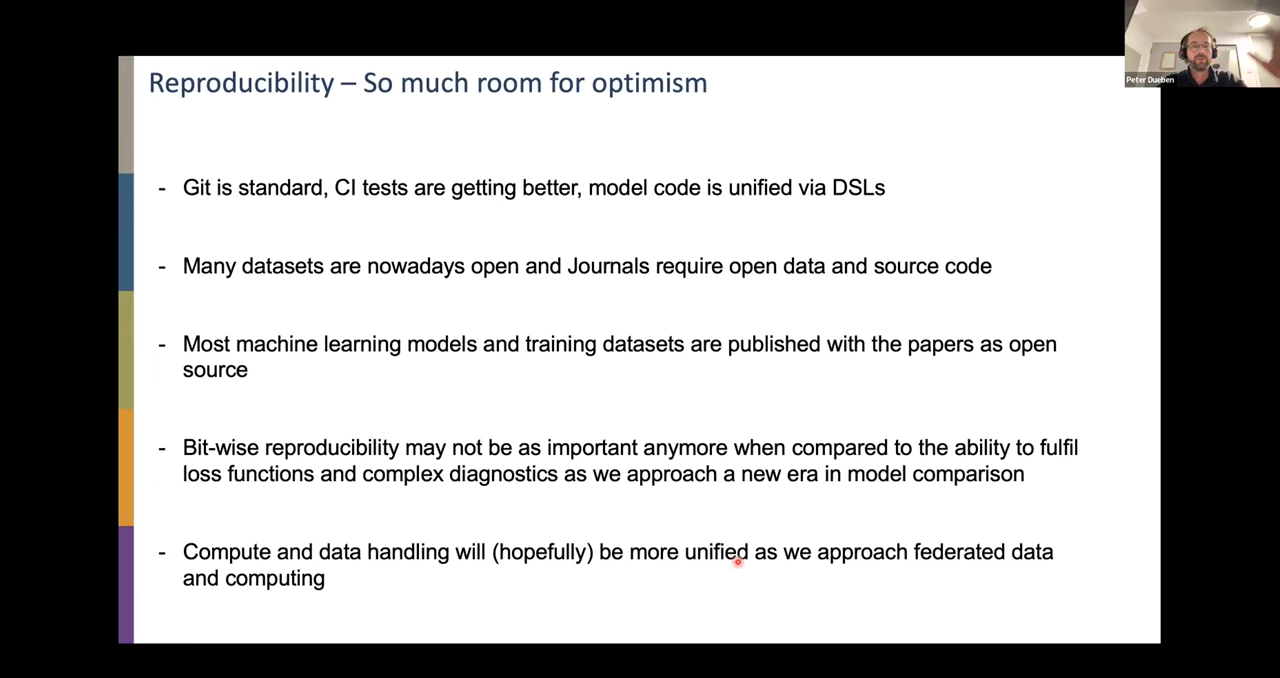 Reproducibility – So much room for optimism
Peter Dueben
- Git is standard, CI tests are getting better, model code is unified via DSLs
- Many datasets are nowadays open and Journals require open data and source code
- Most machine learning models and training datasets are published with the papers as open
source
- Bit-wise reproducibility may not be as important anymore when compared to the ability to fulfil
loss functions and complex diagnostics as we approach a new era in model comparison
- Compute and data handling will (hopefully) be more unified as we approach federated data
and computing